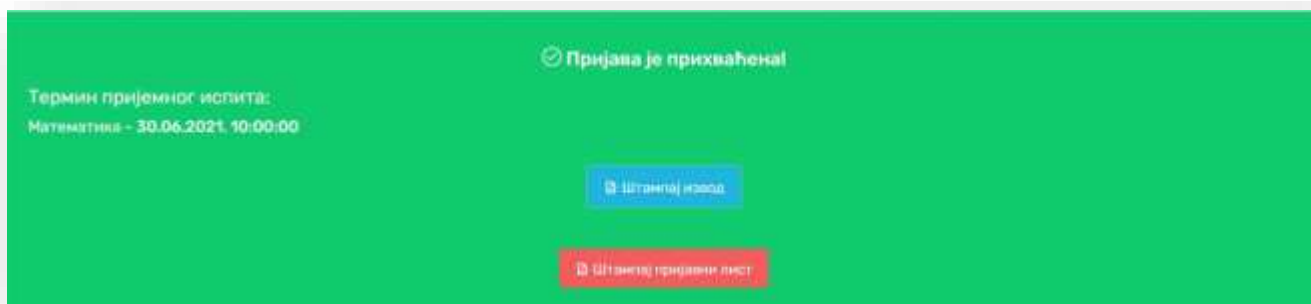 Пријава је прихваћена!
Термин пријемног испита:
Математика - 30.06.2021. 10:00:00
Штампај извод
Штампај пријавни лист